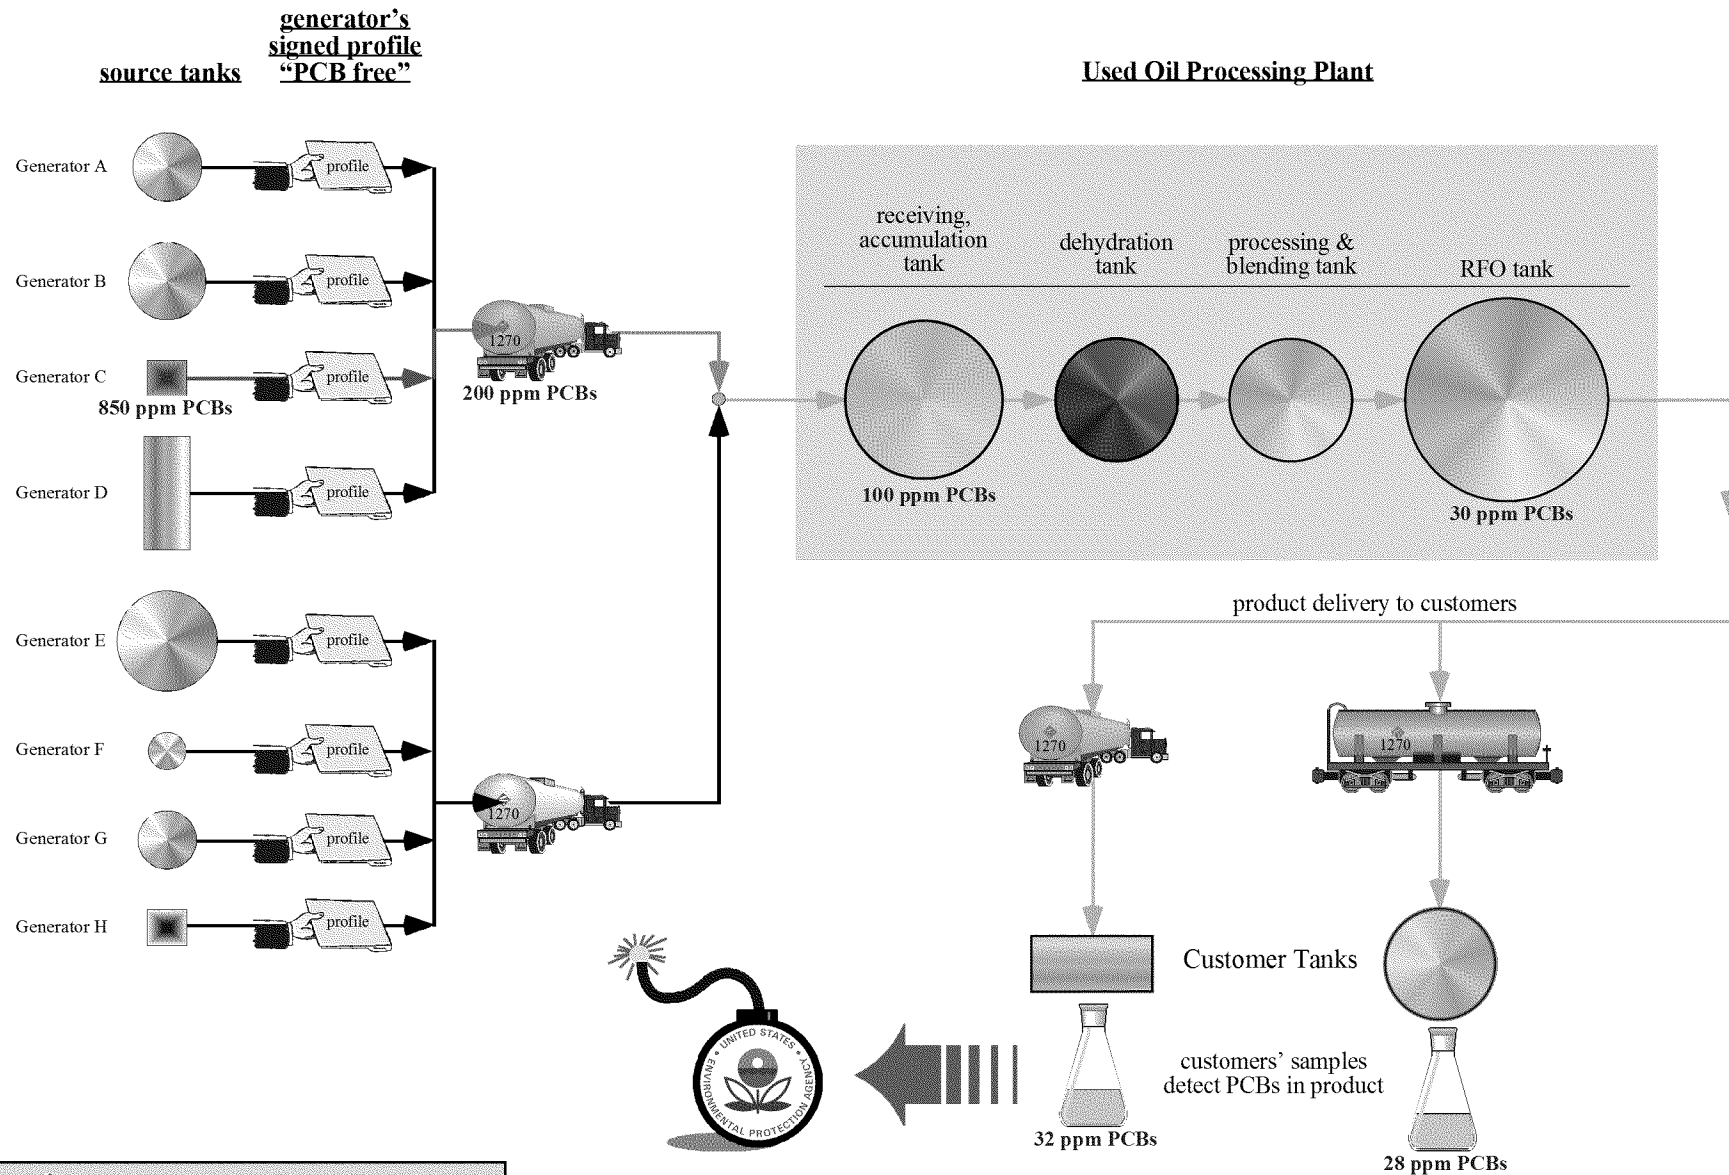 generator's
signed profile
"PCB free"
source tanks
Used Oil Processing Plant
Generator A
profile
Generator B
profile
Generator C
profile
850 ppm PCBs
Generator D
profile
1270
200 ppm PCBs
receiving,
accumulation
tank
dehydration
tank
processing &
blending tank
RFO tank
100 ppm PCBs
30 ppm PCBs
Generator E
profile
Generator F
profile
Generator G
profile
Generator H
profile
1270
product delivery to customers
1270
1270
Customer Tanks
customers' samples
detect PCBs in product
32 ppm PCBs
28 ppm PCBs
UNITED STATES
ENVIRONMENTAL PROTECTION AGENCY